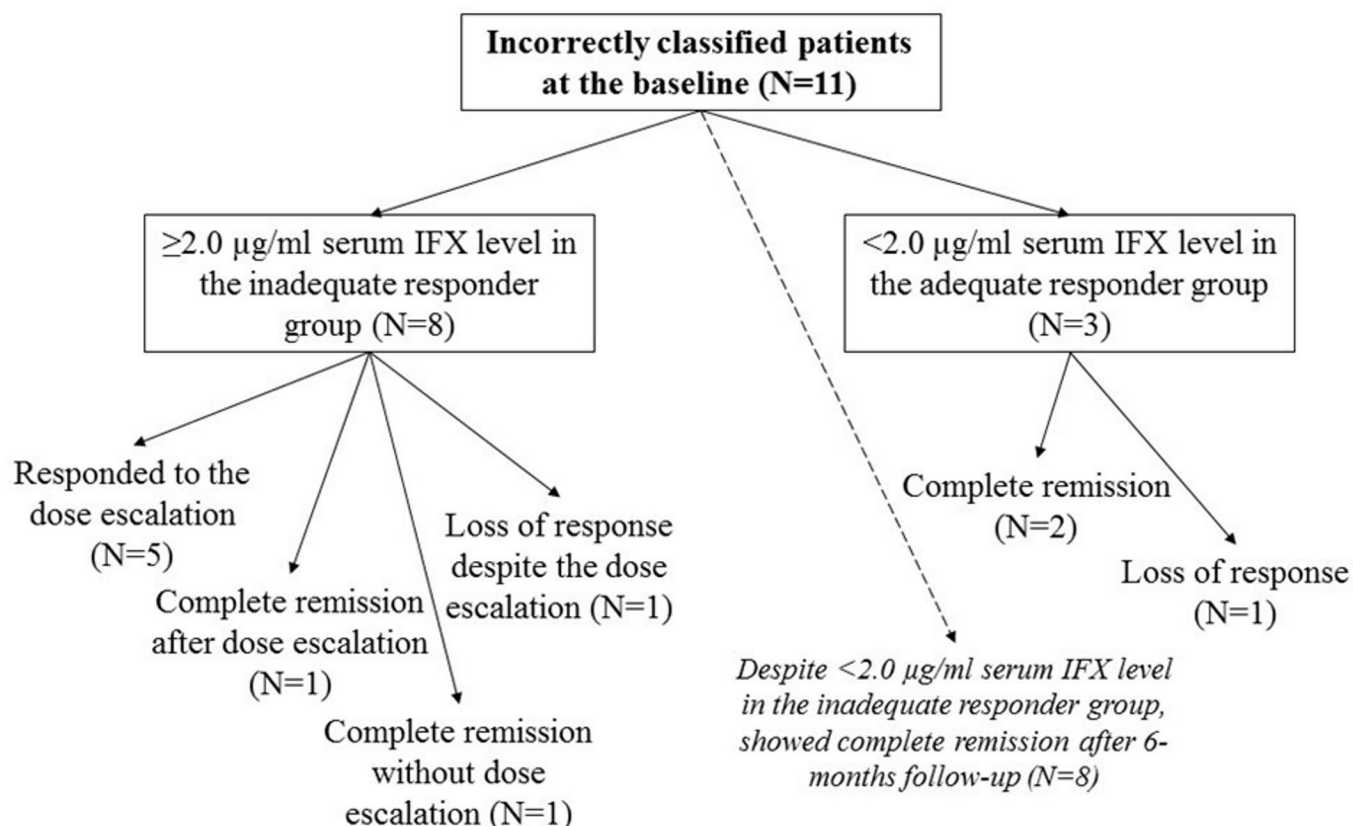 Incorrectly classified patients
at the baseline (N=11)
≥2.0 µg/ml serum IFX level in
the inadequate responder
group (N=8)
<2.0 µg/ml serum IFX level in
the adequate responder group
(N=3)
Responded to the
dose escalation
(N=5)
Complete remission
after dose escalation
(N=1)
Complete remission
without dose
escalation (N=1)
Loss of response
despite the dose
escalation (N=1)
Despite <2.0 µg/ml serum IFX level
in the inadequate responder group,
showed complete remission after 6-
months follow-up (N=8)
Complete remission
(N=2)
Loss of response
(N=1)